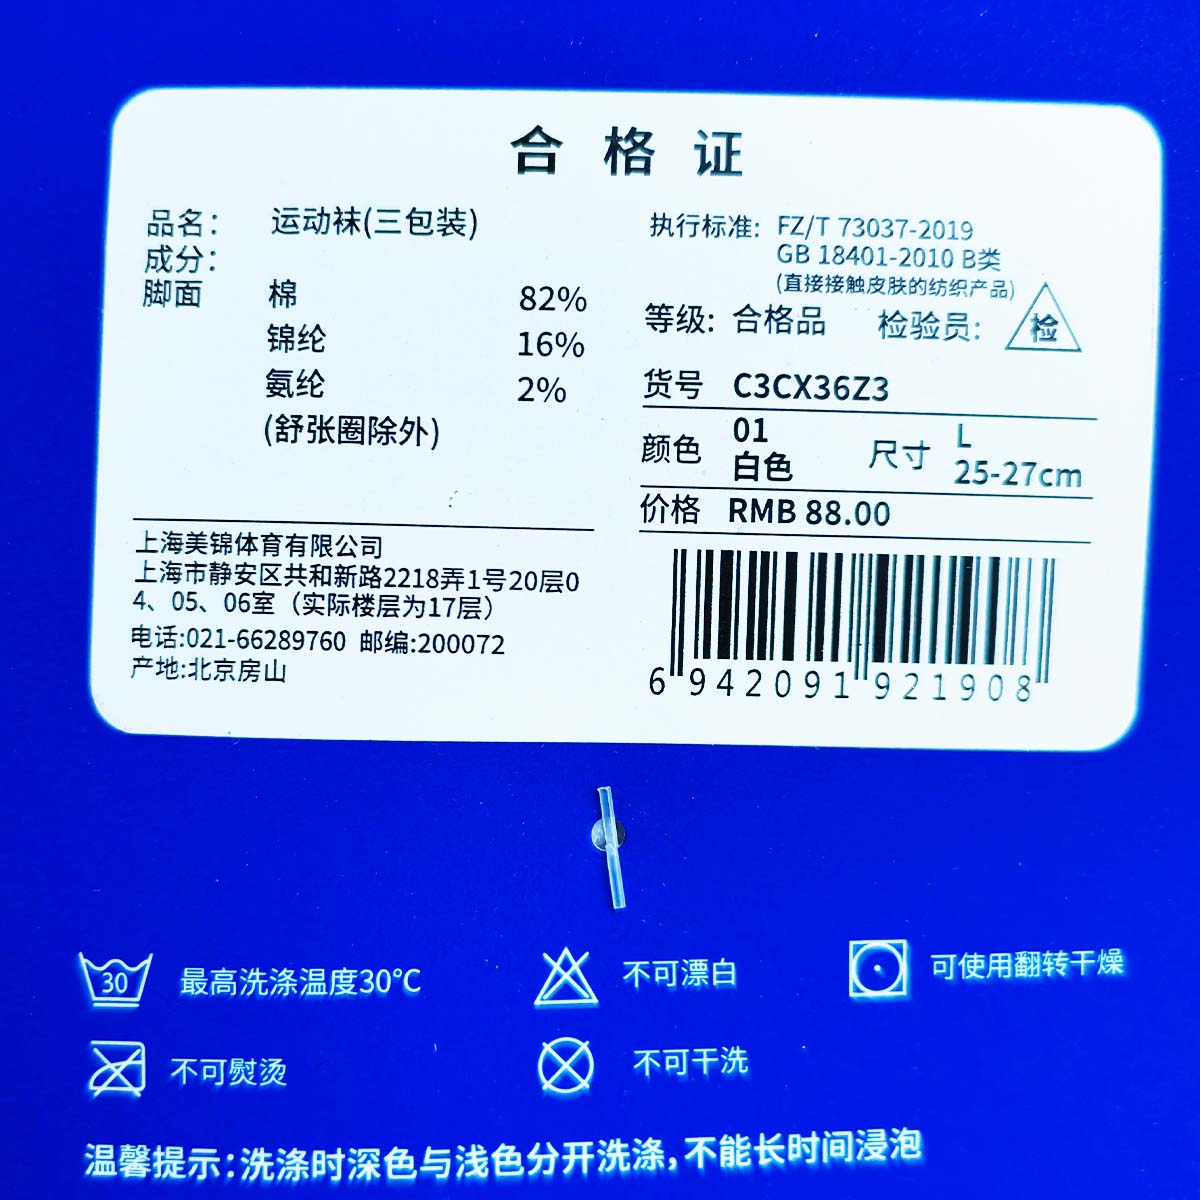 合格证
品名: 运动袜(三包装)
成分:
脚面 棉 82%
锦纶 16%
氨纶 2%
(舒张圈除外)
上海美锦体育有限公司
上海市静安区共和新路2218弄1号20层0
4、05、06室（实际楼层为17层）
电话:021-66289760 邮编:200072
产地:北京房山
执行标准: FZ/T 73037-2019
GB 18401-2010 B类
(直接接触皮肤的纺织产品)
等级: 合格品 检验员: 检
货号 C3CX36Z3
颜色 01 白色 尺寸 L 25-27cm
价格 RMB 88.00
6 942091 921908
30 最高洗涤温度30℃ 不可漂白 可使用翻转干燥
不可熨烫 不可干洗
温馨提示:洗涤时深色与浅色分开洗涤,不能长时间浸泡